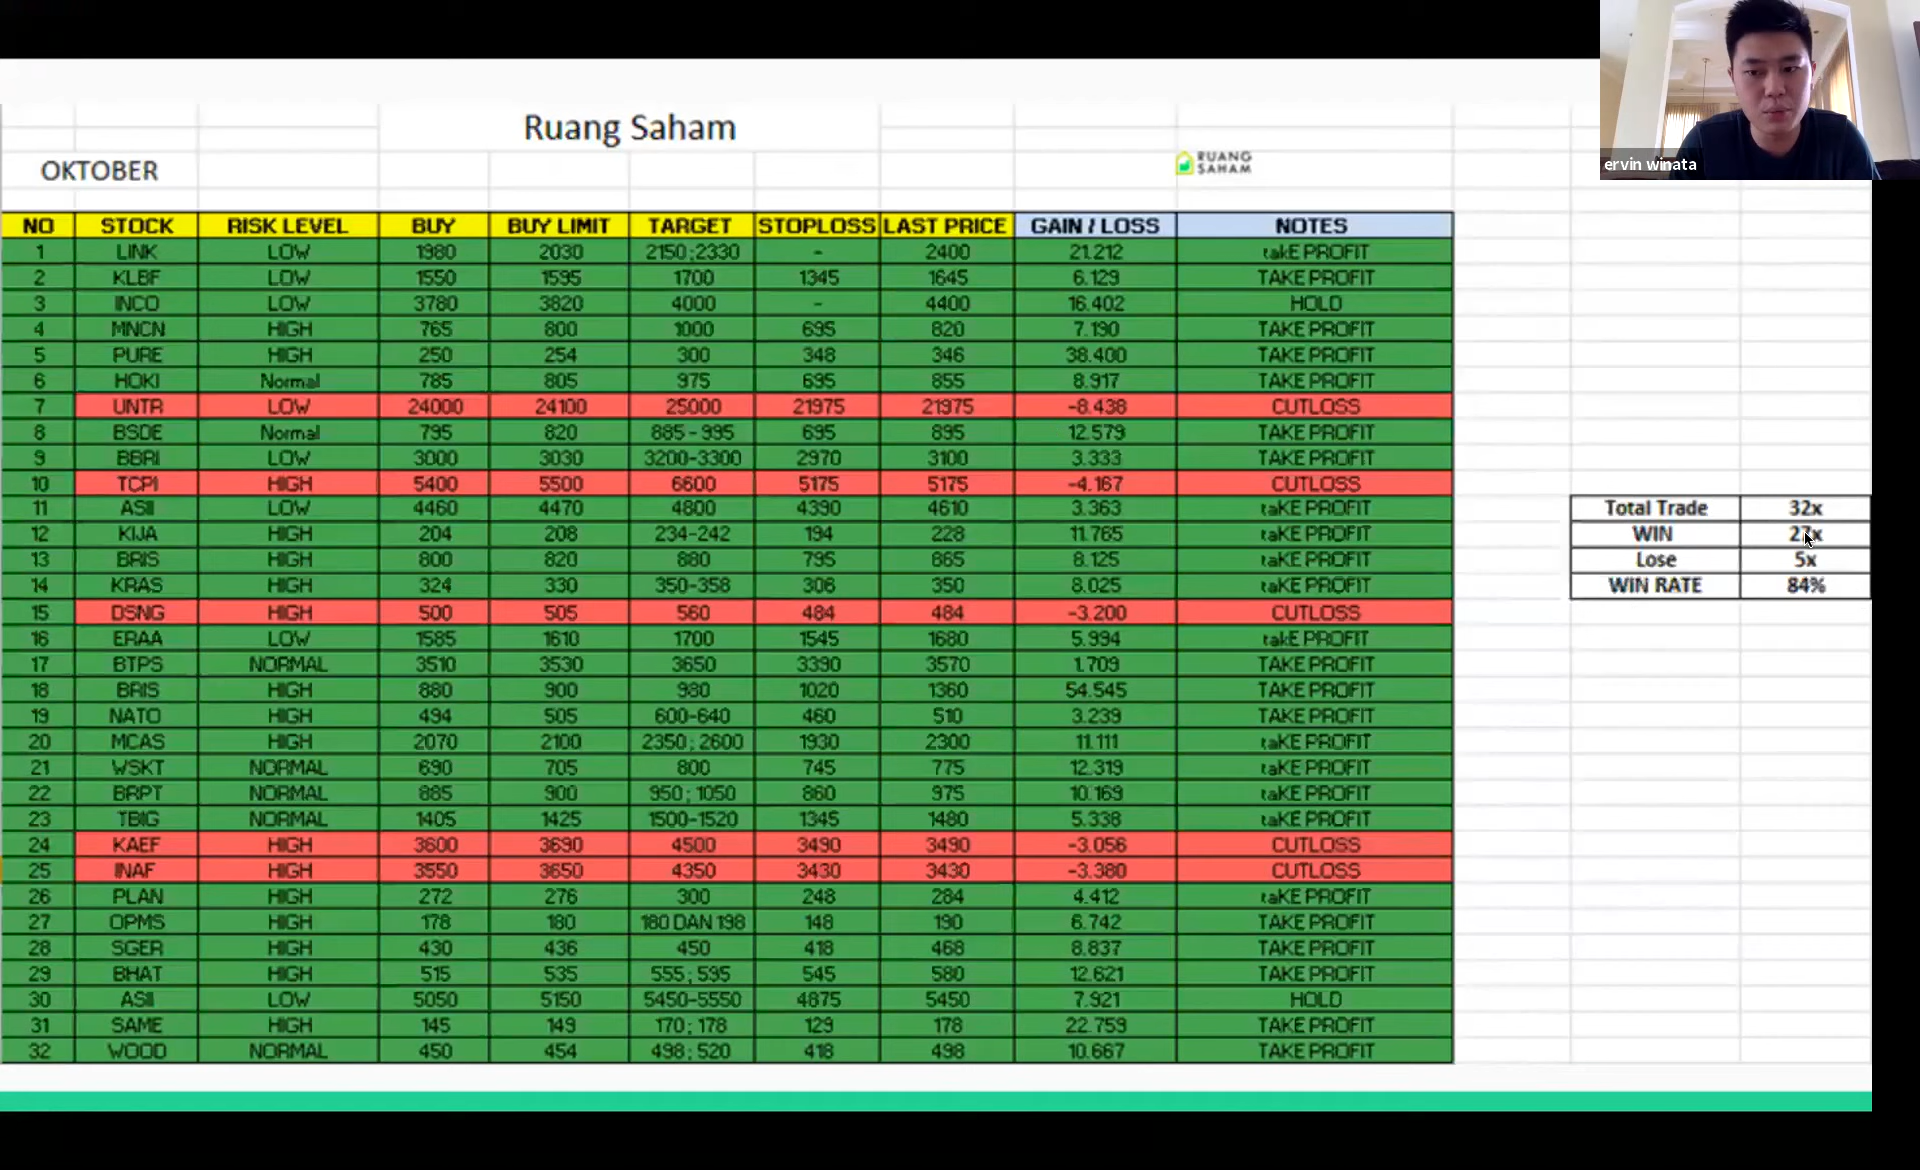 ervin winata
Ruang Saham
RUANG
SAHAM
OKTOBER
NO STOCK RISK LEVEL BUY BUY LIMIT TARGET STOPLOSS LAST PRICE GAIN / LOSS NOTES
1 LINK LOW 1980 2030 2150;2330 - 2400 21.212 takE PROFIT
2 KLBF LOW 1550 1595 1700 1345 1645 6.129 TAKE PROFIT
3 INCO LOW 3780 3820 4000 - 4400 16.402 HOLD
4 MNCN HIGH 765 800 1000 695 820 7.190 TAKE PROFIT
5 PURE HIGH 250 254 300 348 346 38.400 TAKE PROFIT
6 HOKI Normal 785 805 975 695 855 8.917 TAKE PROFIT
7 UNTR LOW 24000 24100 25000 21975 21975 -8.438 CUTLOSS
8 BSDE Normal 795 820 885 - 995 695 895 12.579 TAKE PROFIT
9 BBRI LOW 3000 3030 3200-3300 2970 3100 3.333 TAKE PROFIT
10 TCPI HIGH 5400 5500 6600 5175 5175 -4.167 CUTLOSS
11 ASII LOW 4460 4470 4800 4390 4610 3.363 taKE PROFIT
12 KIJA HIGH 204 208 234-242 194 228 11.765 taKE PROFIT
13 BRIS HIGH 800 820 880 795 865 8.125 taKE PROFIT
14 KRAS HIGH 324 330 350-358 306 350 8.025 taKE PROFIT
15 DSNG HIGH 500 505 560 484 484 -3.200 CUTLOSS
16 ERAA LOW 1585 1610 1700 1545 1680 5.994 takE PROFIT
17 BTPS NORMAL 3510 3530 3650 3390 3570 1.709 TAKE PROFIT
18 BRIS HIGH 880 900 980 1020 1360 54.545 TAKE PROFIT
19 NATO HIGH 494 505 600-640 460 510 3.239 TAKE PROFIT
20 MCAS HIGH 2070 2100 2350 ; 2600 1930 2300 11.111 taKE PROFIT
21 WSKT NORMAL 690 705 800 745 775 12.319 taKE PROFIT
22 BRPT NORMAL 885 900 950 ; 1050 860 975 10.169 taKE PROFIT
23 TBIG NORMAL 1405 1425 1500-1520 1345 1480 5.338 taKE PROFIT
24 KAEF HIGH 3600 3690 4500 3490 3490 -3.056 CUTLOSS
25 INAF HIGH 3550 3650 4350 3430 3430 -3.380 CUTLOSS
26 PLAN HIGH 272 276 300 248 284 4.412 taKE PROFIT
27 OPMS HIGH 178 180 180 DAN 198 148 190 6.742 TAKE PROFIT
28 SGER HIGH 430 436 450 418 468 8.837 TAKE PROFIT
29 BHAT HIGH 515 535 555 ; 595 545 580 12.621 TAKE PROFIT
30 ASII LOW 5050 5150 5450-5550 4875 5450 7.921 HOLD
31 SAME HIGH 145 149 170 ; 178 129 178 22.759 TAKE PROFIT
32 WOOD NORMAL 450 454 498 ; 520 418 498 10.667 TAKE PROFIT
Total Trade 32x
WIN 27x
Lose 5x
WIN RATE 84%